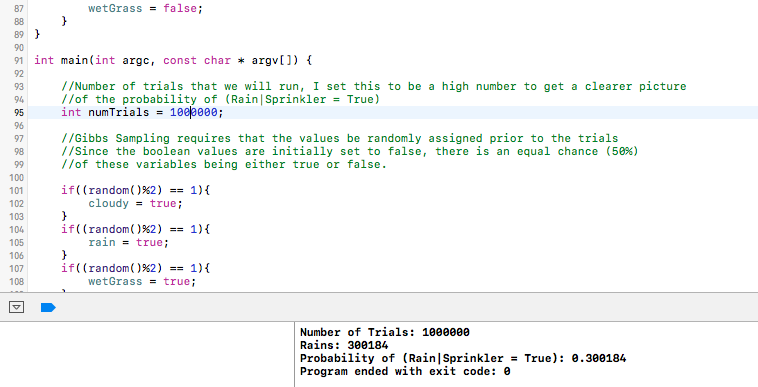 87 wetGrass = false;
88 }
89 }
90
91 int main(int argc, const char * argv[]) {
92
93 //Number of trials that we will run, I set this to be a high number to get a clearer picture
94 //of the probability of (Rain|Sprinkler = True)
95 int numTrials = 1000000;
96
97 //Gibbs Sampling requires that the values be randomly assigned prior to the trials
98 //Since the boolean values are initially set to false, there is an equal chance (50%)
99 //of these variables being either true or false.
100
101 if((random()%2) == 1){
102 cloudy = true;
103 }
104 if((random()%2) == 1){
105 rain = true;
106 }
107 if((random()%2) == 1){
108 wetGrass = true;
Number of Trials: 1000000
Rains: 300184
Probability of (Rain|Sprinkler = True): 0.300184
Program ended with exit code: 0